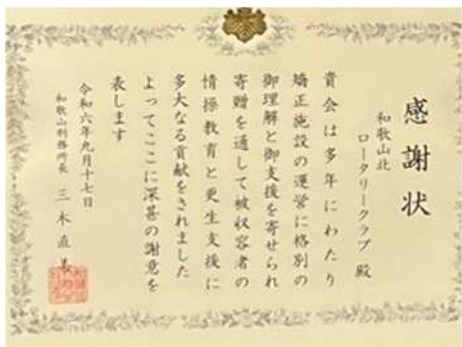 感謝状
和歌山北
ロータリークラブ 殿
貴会は多年にわたり
矯正施設の運営に格別の
御理解と御支援を寄せられ
寄贈を通して被収容者の
情操教育と更生支援に
多大なる貢献をされました
よってここに深甚の謝意を
表します
令和六年九月十七日
和歌山刑務所長 三木直